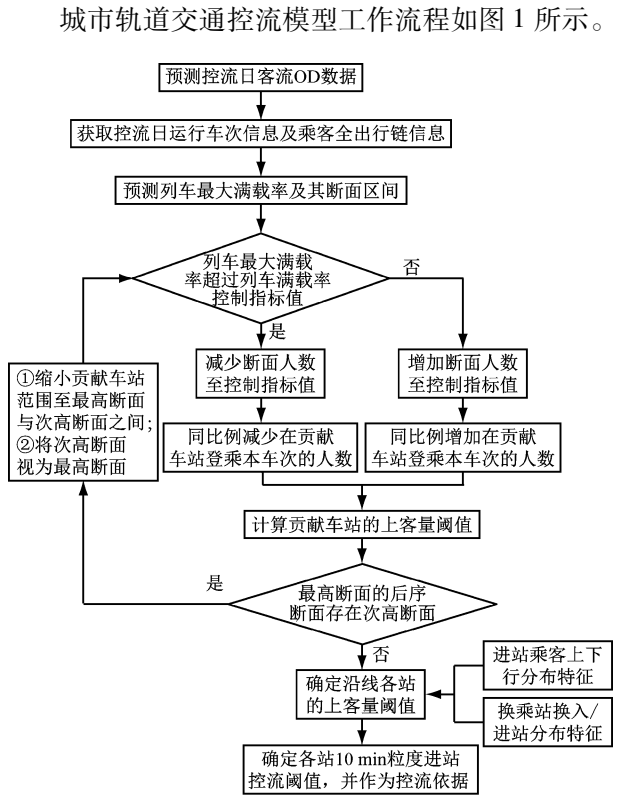 城市轨道交通控流模型工作流程如图 1 所示。
预测控流日客流OD数据
获取控流日运行车次信息及乘客全出行链信息
预测列车最大满载率及其断面区间
列车最大满载
率超过列车满载率
控制指标值
否
是
减少断面人数
至控制指标值
增加断面人数
至控制指标值
①缩小贡献车站
范围至最高断面
与次高断面之间;
②将次高断面
视为最高断面
同比例减少在贡献
车站登乘本车次的人数
同比例增加在贡献
车站登乘本车次的人数
计算贡献车站的上客量阈值
是
最高断面的后序
断面存在次高断面
否
确定沿线各站
的上客量阈值
进站乘客上下
行分布特征
换乘站换入/
进站分布特征
确定各站10 min粒度进站
控流阈值，并作为控流依据